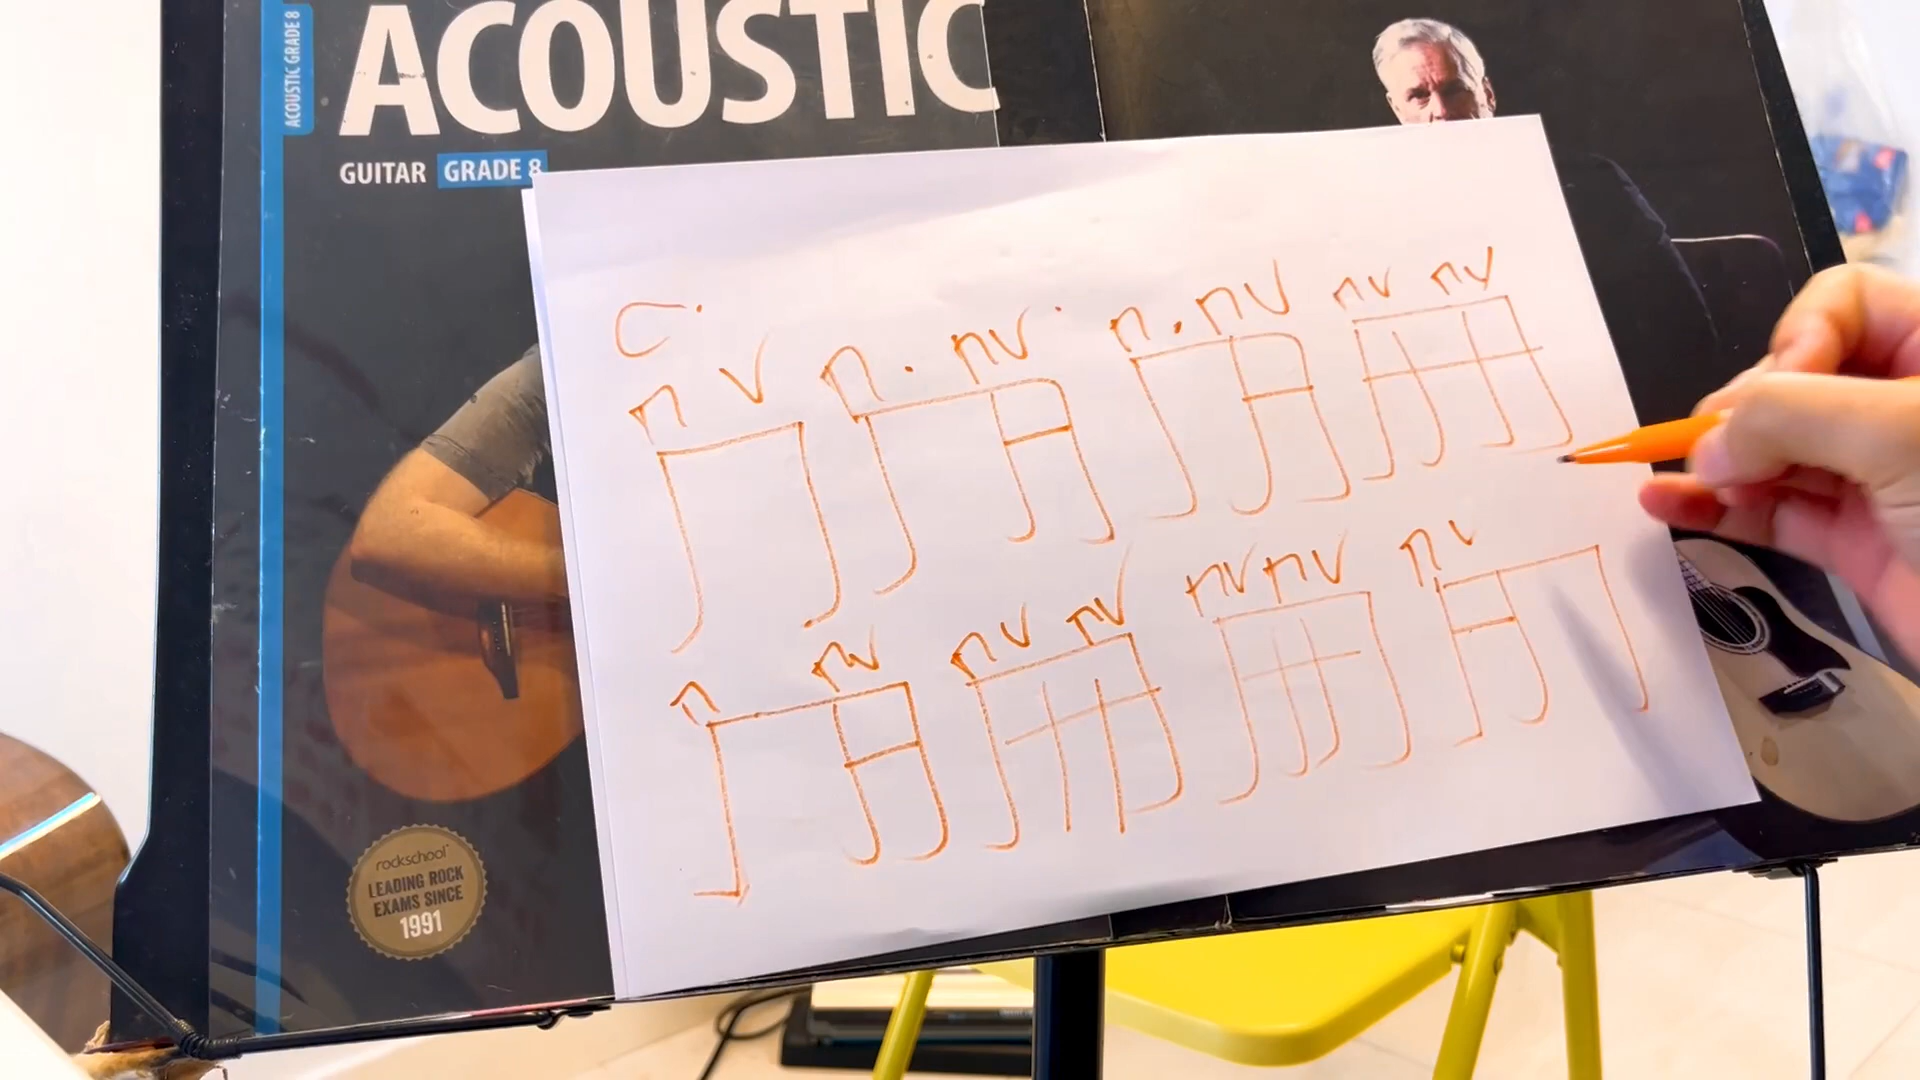 ACOUSTIC GRADE 8
ACOUSTIC
GUITAR GRADE 8
C.
rockschool
LEADING ROCK
EXAMS SINCE
1991